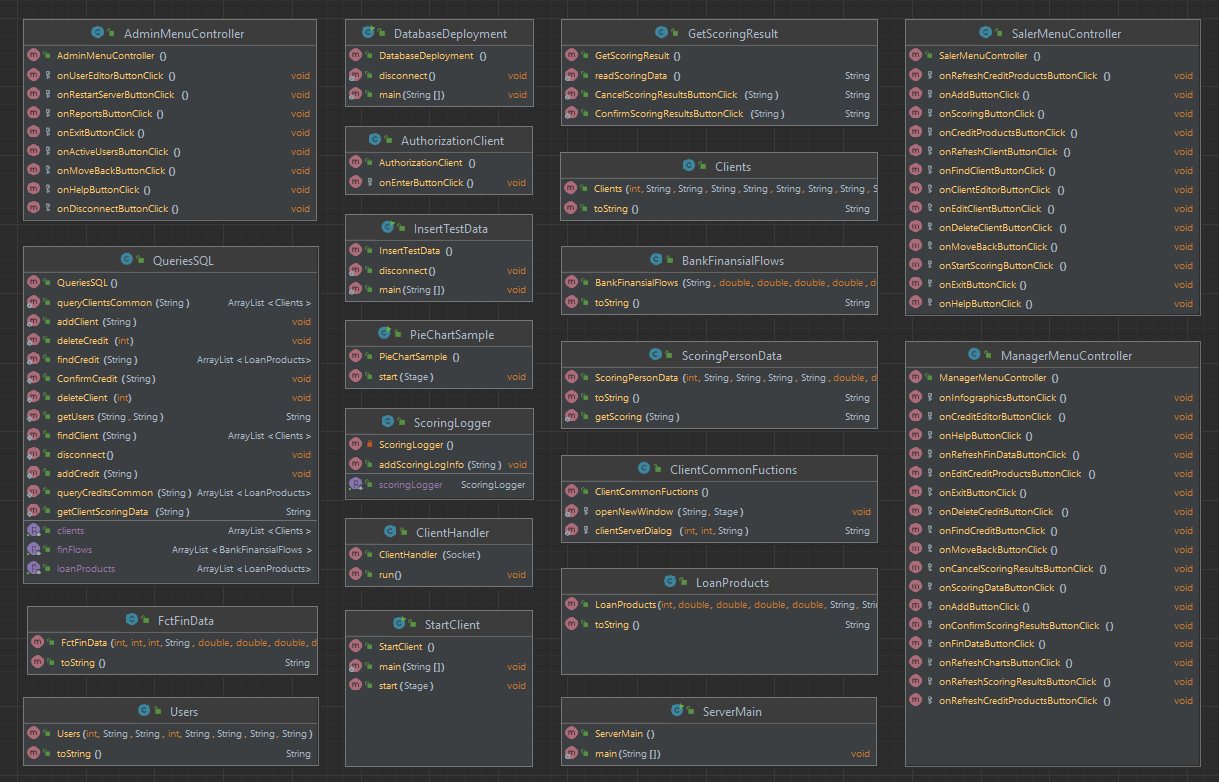 AdminMenuController
AdminMenuController ()
onUserEditorButtonClick () void
onRestartServerButtonClick () void
onReportsButtonClick () void
onExitButtonClick () void
onActiveUsersButtonClick () void
onMoveBackButtonClick () void
onHelpButtonClick () void
onDisconnectButtonClick () void
QueriesSQL
QueriesSQL ()
queryClientsCommon (String) ArrayList <Clients >
addClient (String) void
deleteCredit (int) void
findCredit (String) ArrayList <LoanProducts>
ConfirmCredit (String) void
deleteClient (int) void
getUsers (String, String) String
findClient (String) ArrayList <Clients >
disconnect() void
addCredit (String) void
queryCreditsCommon (String) ArrayList <LoanProducts>
getClientScoringData (String) String
clients ArrayList <Clients >
finFlows ArrayList <BankFinansialFlows >
loanProducts ArrayList <LoanProducts>
FctFinData
FctFinData (int, int, int, String, double, double, double, d
toString () String
Users
Users (int, String, String, int, String, String, String, String)
toString () String
DatabaseDeployment
DatabaseDeployment ()
disconnect() void
main (String []) void
AuthorizationClient
AuthorizationClient ()
onEnterButtonClick () void
InsertTestData
InsertTestData ()
disconnect() void
main (String []) void
PieChartSample
PieChartSample ()
start (Stage) void
ScoringLogger
ScoringLogger ()
addScoringLogInfo (String) void
scoringLogger ScoringLogger
ClientHandler
ClientHandler (Socket)
run() void
StartClient
StartClient ()
main (String []) void
start (Stage) void
GetScoringResult
GetScoringResult ()
readScoringData () String
CancelScoringResultsButtonClick (String) String
ConfirmScoringResultsButtonClick (String) String
Clients
Clients (int, String, String, String, String, String, String, S
toString () String
BankFinansialFlows
BankFinansialFlows (String, double, double, double, double, d
toString () String
ScoringPersonData
ScoringPersonData (int, String, String, String, String, double, d
toString () String
getScoring (String) String
ClientCommonFuctions
ClientCommonFuctions ()
openNewWindow (String, Stage) void
clientServerDialog (int, int, String) String
LoanProducts
LoanProducts (int, double, double, double, double, String, Stri
toString () String
ServerMain
ServerMain ()
main (String []) void
SalerMenuController
SalerMenuController ()
onRefreshCreditProductsButtonClick () void
onAddButtonClick () void
onScoringButtonClick () void
onCreditProductsButtonClick () void
onRefreshClientButtonClick () void
onFindClientButtonClick () void
onClientEditorButtonClick () void
onEditClientButtonClick () void
onDeleteClientButtonClick () void
onMoveBackButtonClick () void
onStartScoringButtonClick () void
onExitButtonClick () void
onHelpButtonClick () void
ManagerMenuController
ManagerMenuController ()
onInfographicsButtonClick () void
onCreditEditorButtonClick () void
onHelpButtonClick () void
onRefreshFinDataButtonClick () void
onEditCreditProductsButtonClick () void
onExitButtonClick () void
onDeleteCreditButtonClick () void
onFindCreditButtonClick () void
onMoveBackButtonClick () void
onCancelScoringResultsButtonClick () void
onScoringDataButtonClick () void
onAddButtonClick () void
onConfirmScoringResultsButtonClick () void
onFinDataButtonClick () void
onRefreshChartsButtonClick () void
onRefreshScoringResultsButtonClick () void
onRefreshCreditProductsButtonClick () void